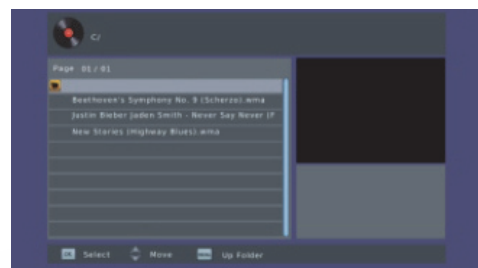 C/
Page 01/01
Beethoven's Symphony No. 9 (Scherzo).wma
Justin Bieber Jaden Smith - Never Say Never (F
New Stories (Highway Blues).wma
OK Select Move MENU Up Folder